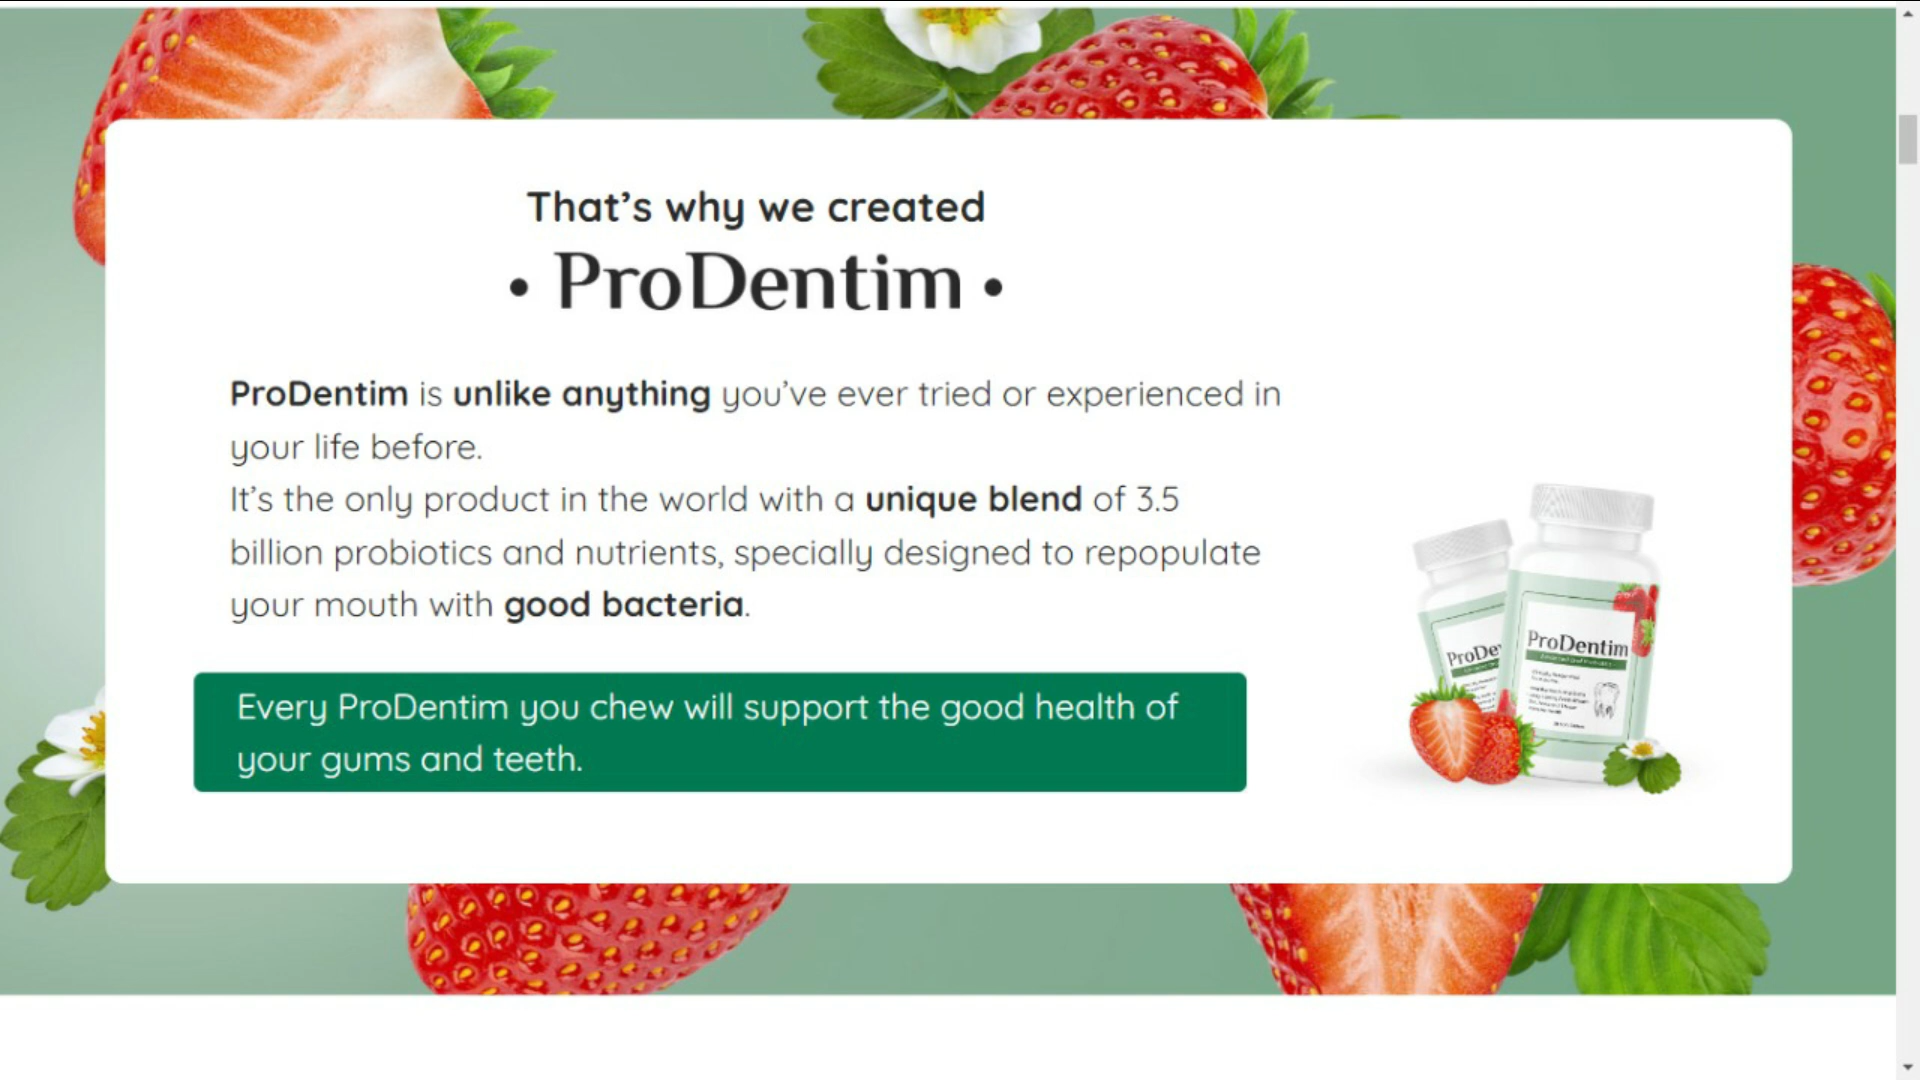 That’s why we created
• ProDentim •
ProDentim is unlike anything you’ve ever tried or experienced in
your life before.
It’s the only product in the world with a unique blend of 3.5
billion probiotics and nutrients, specially designed to repopulate
your mouth with good bacteria.
Every ProDentim you chew will support the good health of
your gums and teeth.
ProDentim